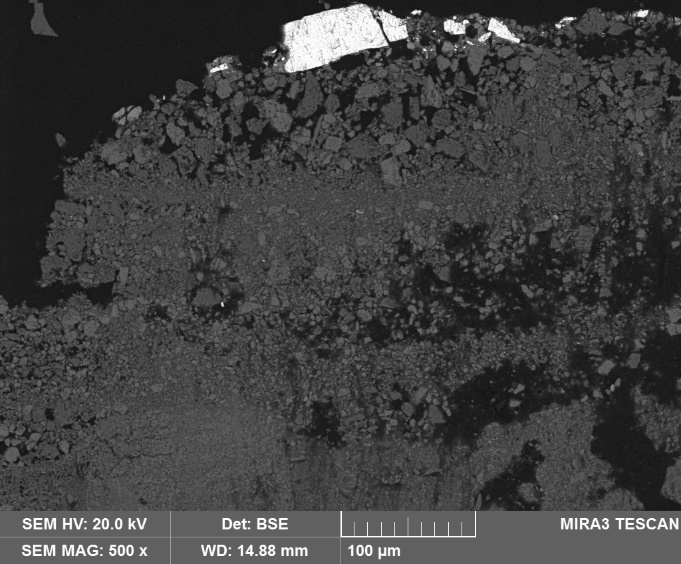 SEM HV: 20.0 kV Det: BSE MIRA3 TESCAN
SEM MAG: 500 x WD: 14.88 mm 100 µm